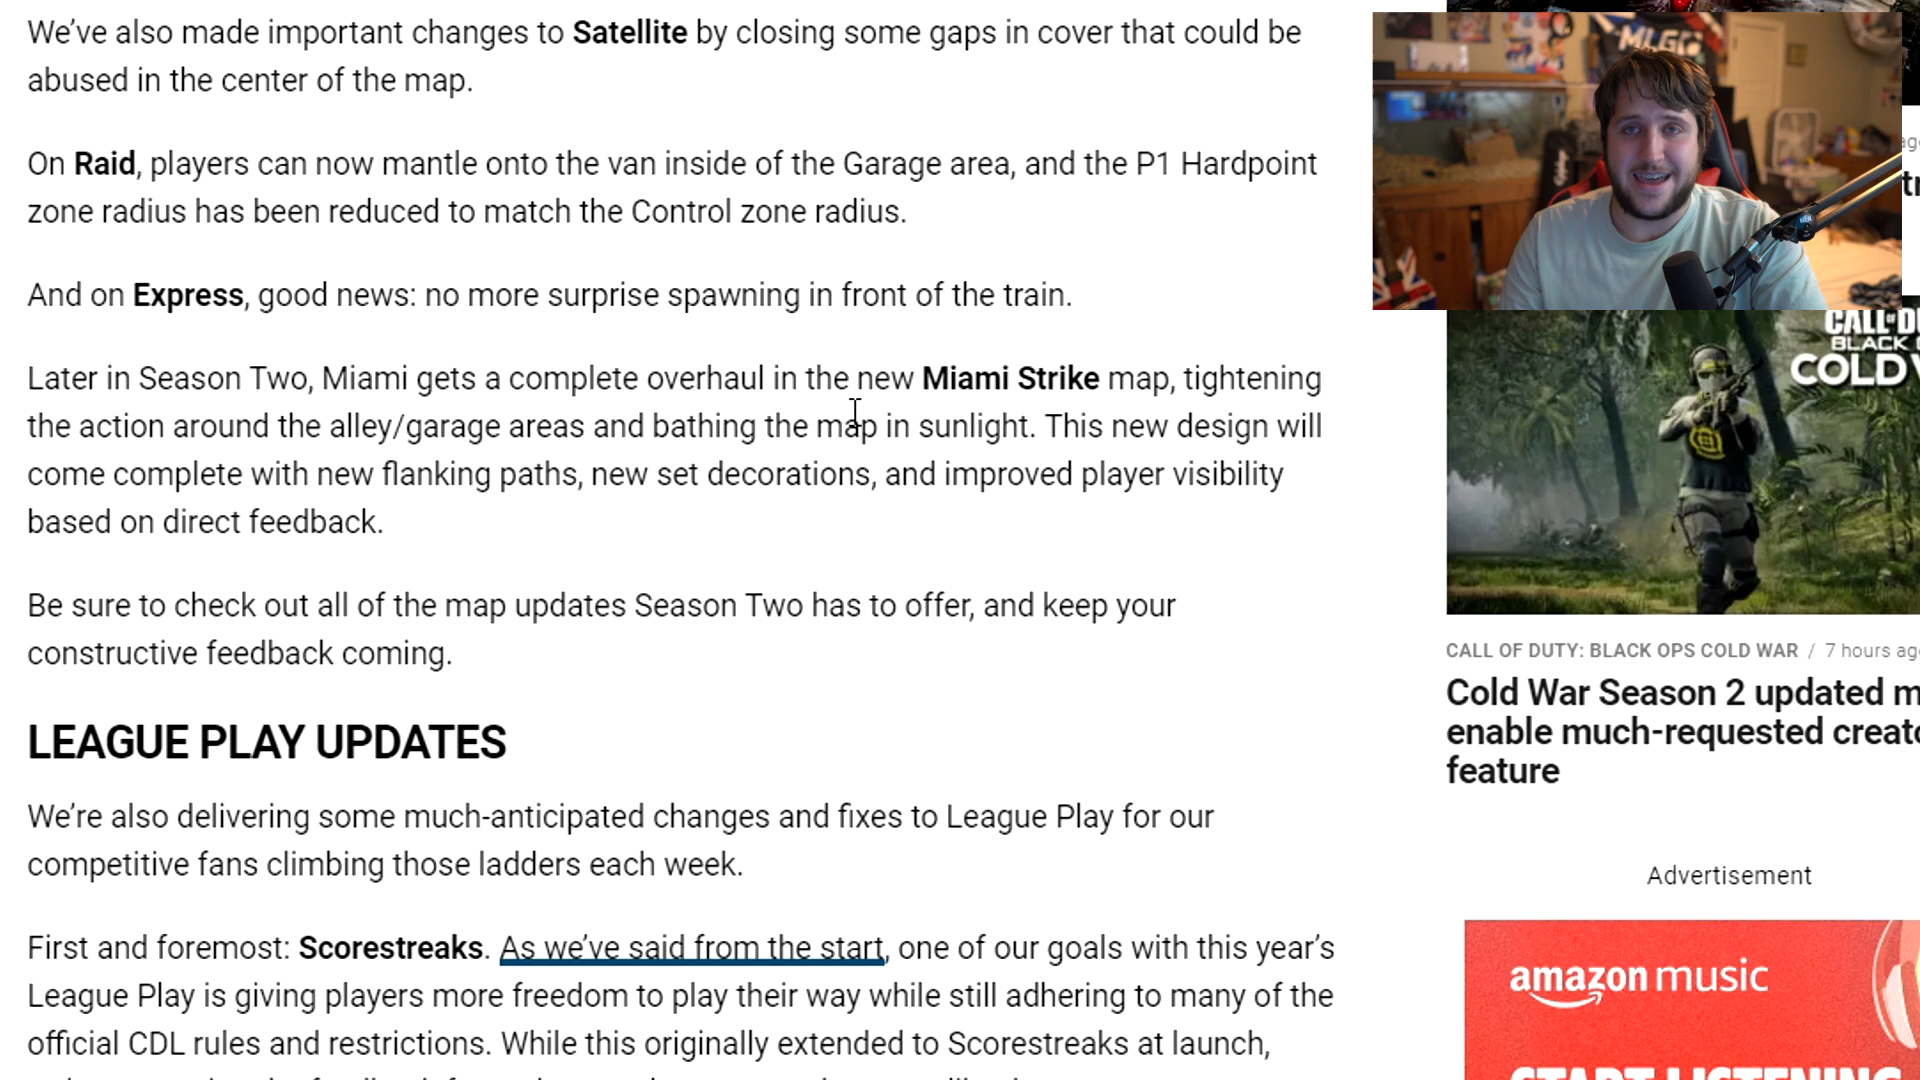 We’ve also made important changes to Satellite by closing some gaps in cover that could be
abused in the center of the map.
On Raid, players can now mantle onto the van inside of the Garage area, and the P1 Hardpoint
zone radius has been reduced to match the Control zone radius.
And on Express, good news: no more surprise spawning in front of the train.
Later in Season Two, Miami gets a complete overhaul in the new Miami Strike map, tightening
the action around the alley/garage areas and bathing the map in sunlight. This new design will
come complete with new flanking paths, new set decorations, and improved player visibility
based on direct feedback.
Be sure to check out all of the map updates Season Two has to offer, and keep your
constructive feedback coming.
LEAGUE PLAY UPDATES
We’re also delivering some much-anticipated changes and fixes to League Play for our
competitive fans climbing those ladders each week.
First and foremost: Scorestreaks. As we’ve said from the start, one of our goals with this year’s
League Play is giving players more freedom to play their way while still adhering to many of the
official CDL rules and restrictions. While this originally extended to Scorestreaks at launch,
MLG
CALL OF DU
BLACK
COLD
CALL OF DUTY: BLACK OPS COLD WAR / 7 hours ag
Cold War Season 2 updated m
enable much-requested creat
feature
Advertisement
amazon music
START LISTENING